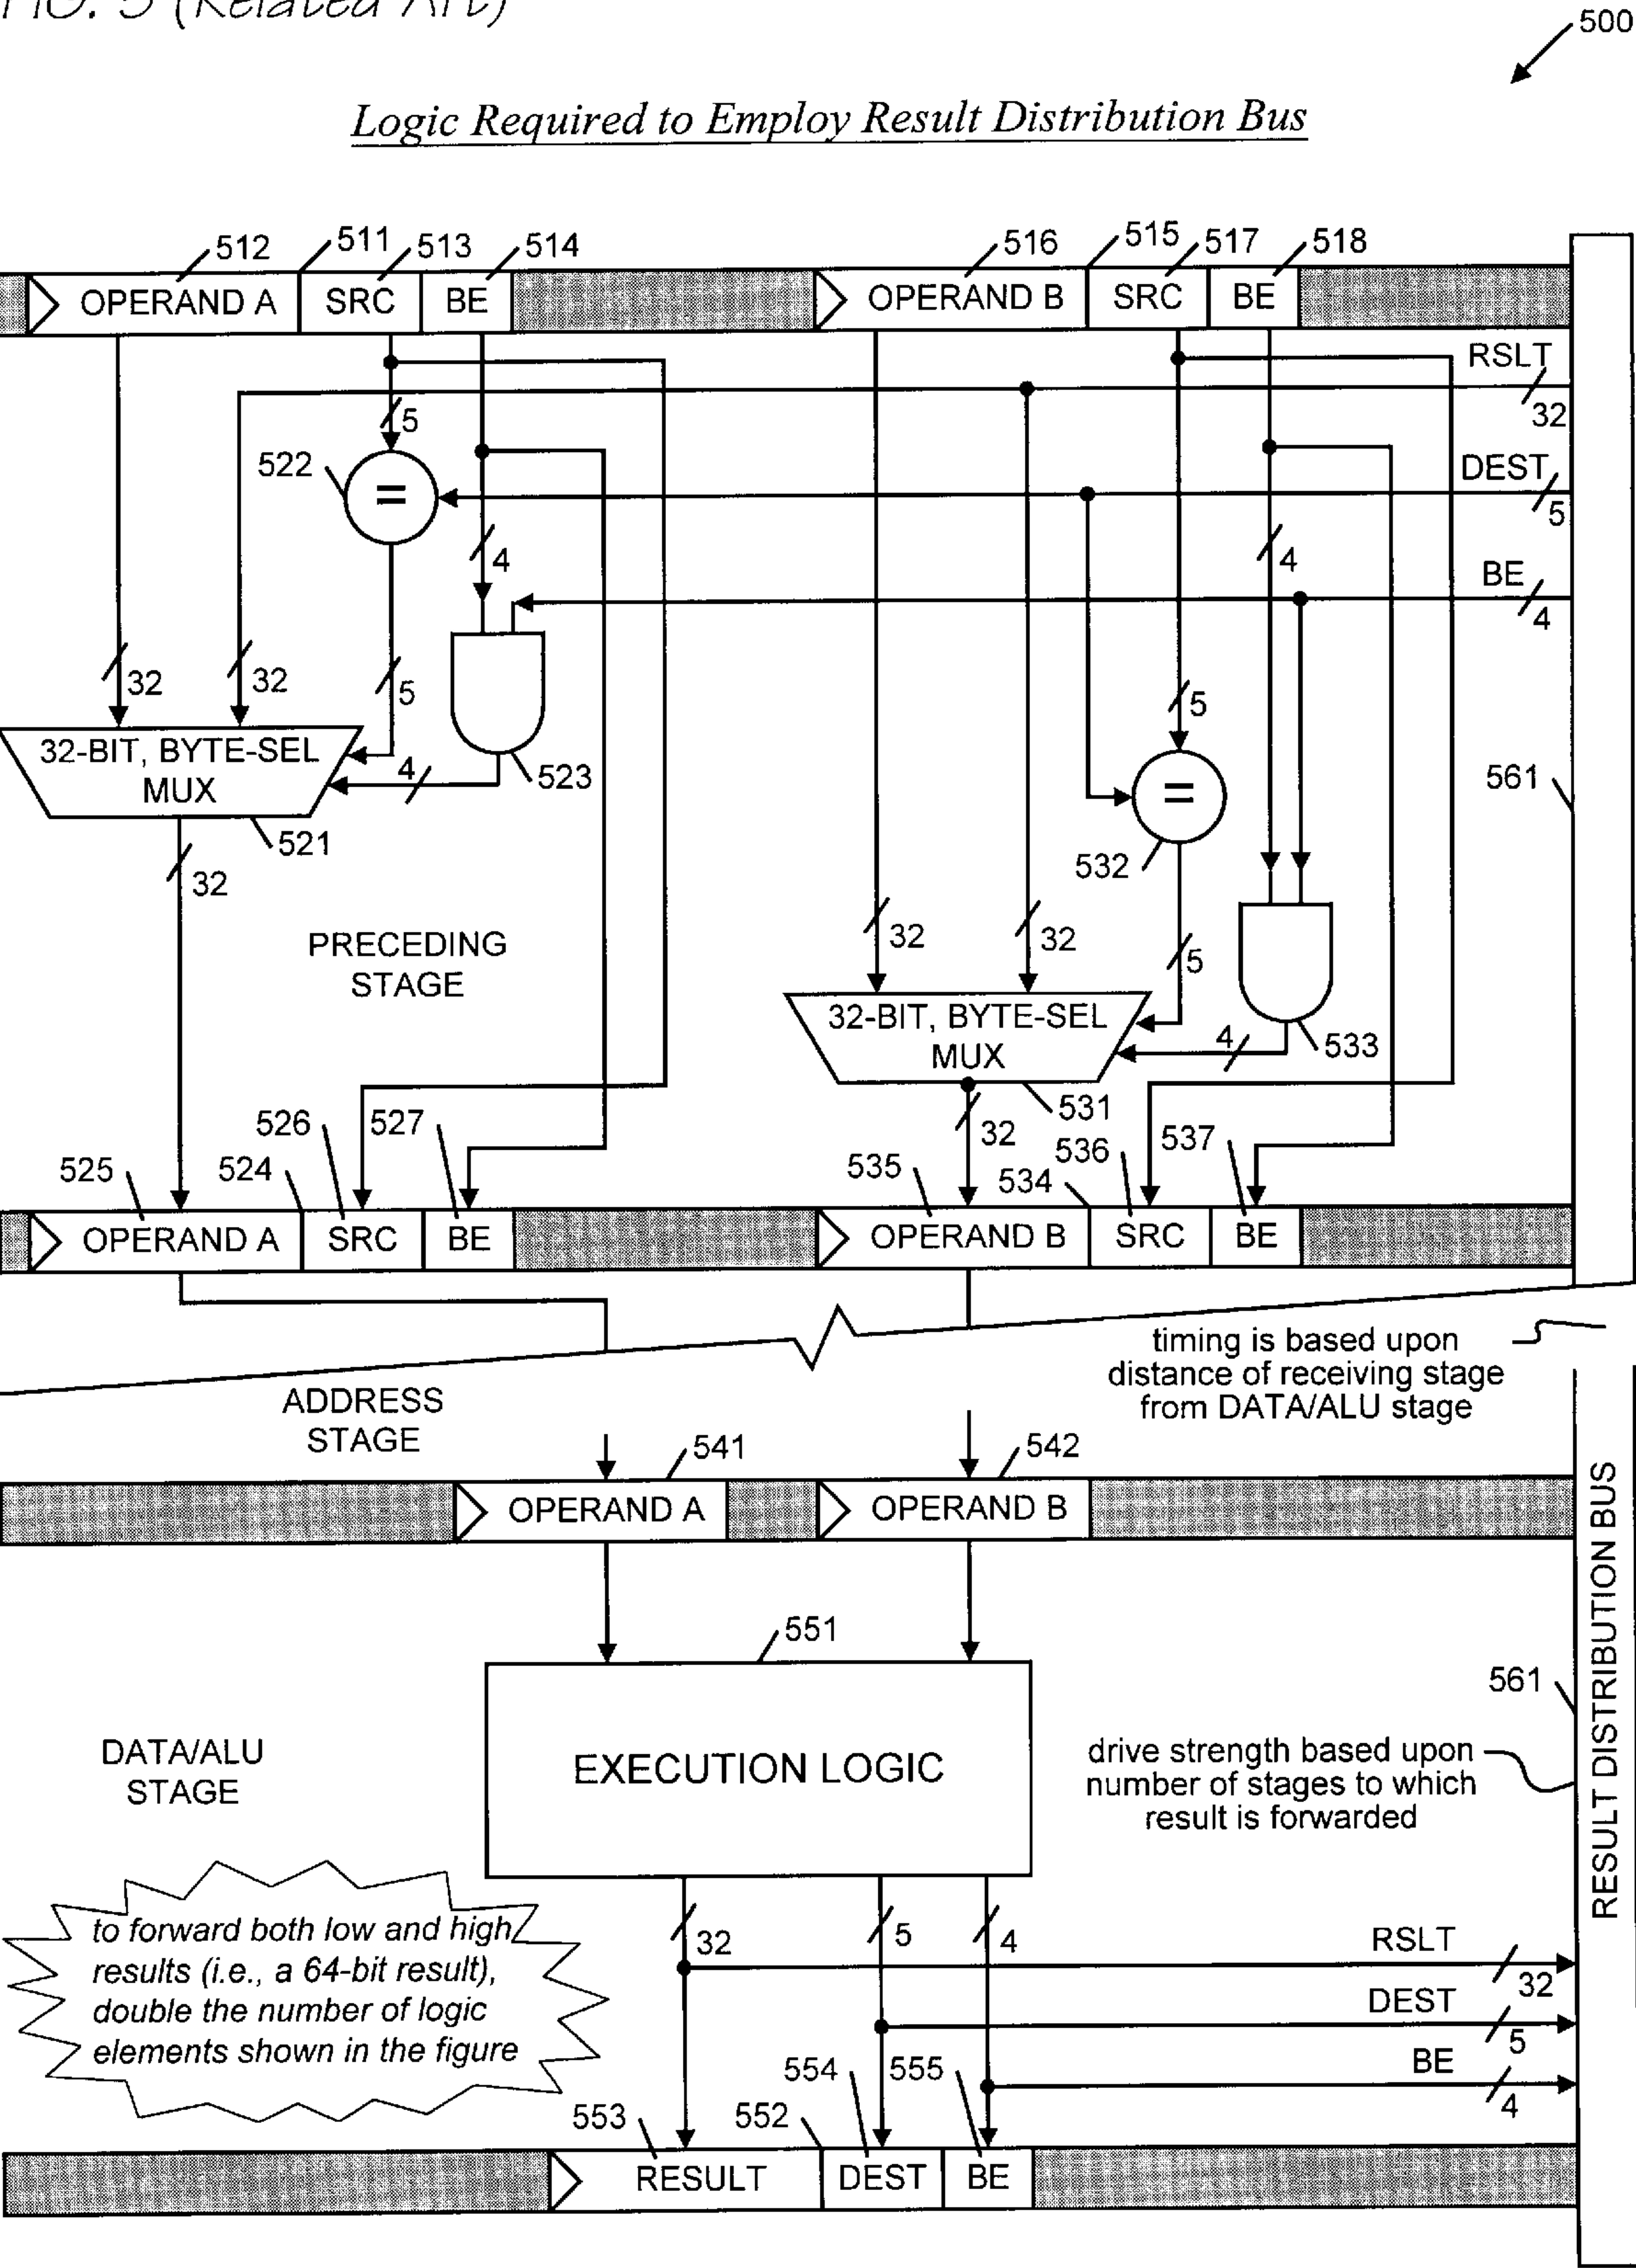 FIG. 5 (Related Art)
500
Logic Required to Employ Result Distribution Bus
512 511 513 514 516 515 517 518
OPERAND A SRC BE OPERAND B SRC BE
RSLT
32
5
522 = DEST
5
4 4
BE
4
32 32 5 5
32-BIT, BYTE-SEL
MUX
4 523
521
561
=
532
32
PRECEDING
STAGE
32 32 5
32-BIT, BYTE-SEL
MUX
4 533
531
32
526 527 536 537
525 524 535 534
OPERAND A SRC BE OPERAND B SRC BE
timing is based upon
distance of receiving stage
from DATA/ALU stage
ADDRESS
STAGE
541 542
OPERAND A OPERAND B
551
EXECUTION LOGIC
DATA/ALU
STAGE
561
RESULT DISTRIBUTION BUS
drive strength based upon
number of stages to which
result is forwarded
to forward both low and high
results (i.e., a 64-bit result),
double the number of logic
elements shown in the figure
32 5 4
RSLT
32
DEST
5
BE
4
553 552 554 555
RESULT DEST BE